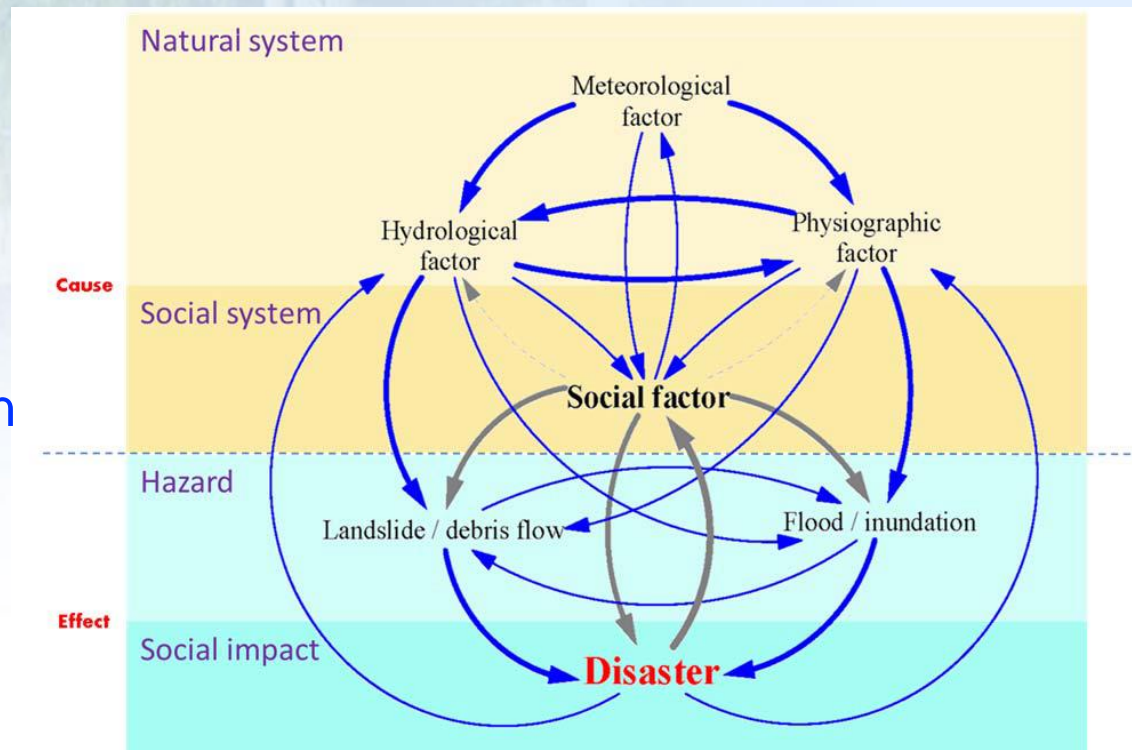 Natural system
Meteorological
factor
Hydrological
factor
Physiographic
factor
Cause
Social system
n
Social factor
Hazard
Landslide / debris flow
Flood / inundation
Effect
Social impact
Disaster